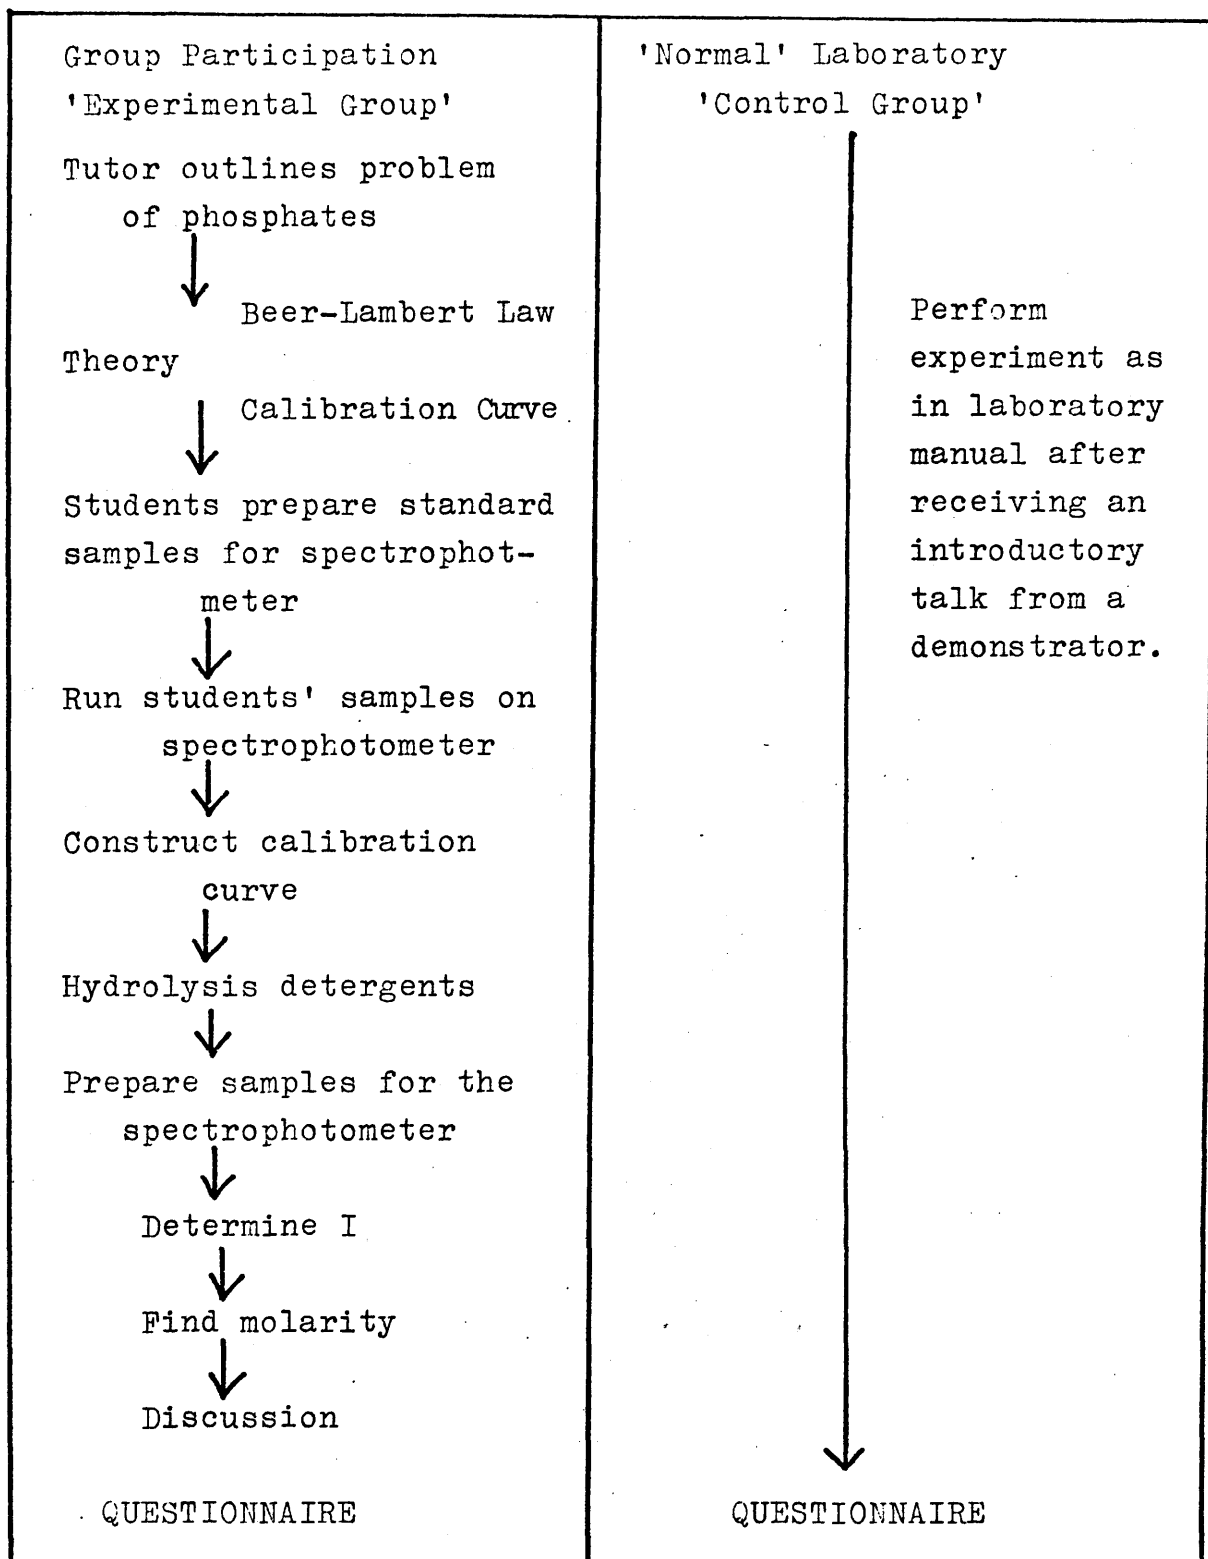 Group Participation
'Experimental Group'
Tutor outlines problem
of phosphates
Beer-Lambert Law
Theory
Calibration Curve
Students prepare standard
samples for spectrophot-
meter
Run students' samples on
spectrophotometer
Construct calibration
curve
Hydrolysis detergents
Prepare samples for the
spectrophotometer
Determine I
Find molarity
Discussion
QUESTIONNAIRE
'Normal' Laboratory
'Control Group'
Perform
experiment as
in laboratory
manual after
receiving an
introductory
talk from a
demonstrator.
QUESTIONNAIRE